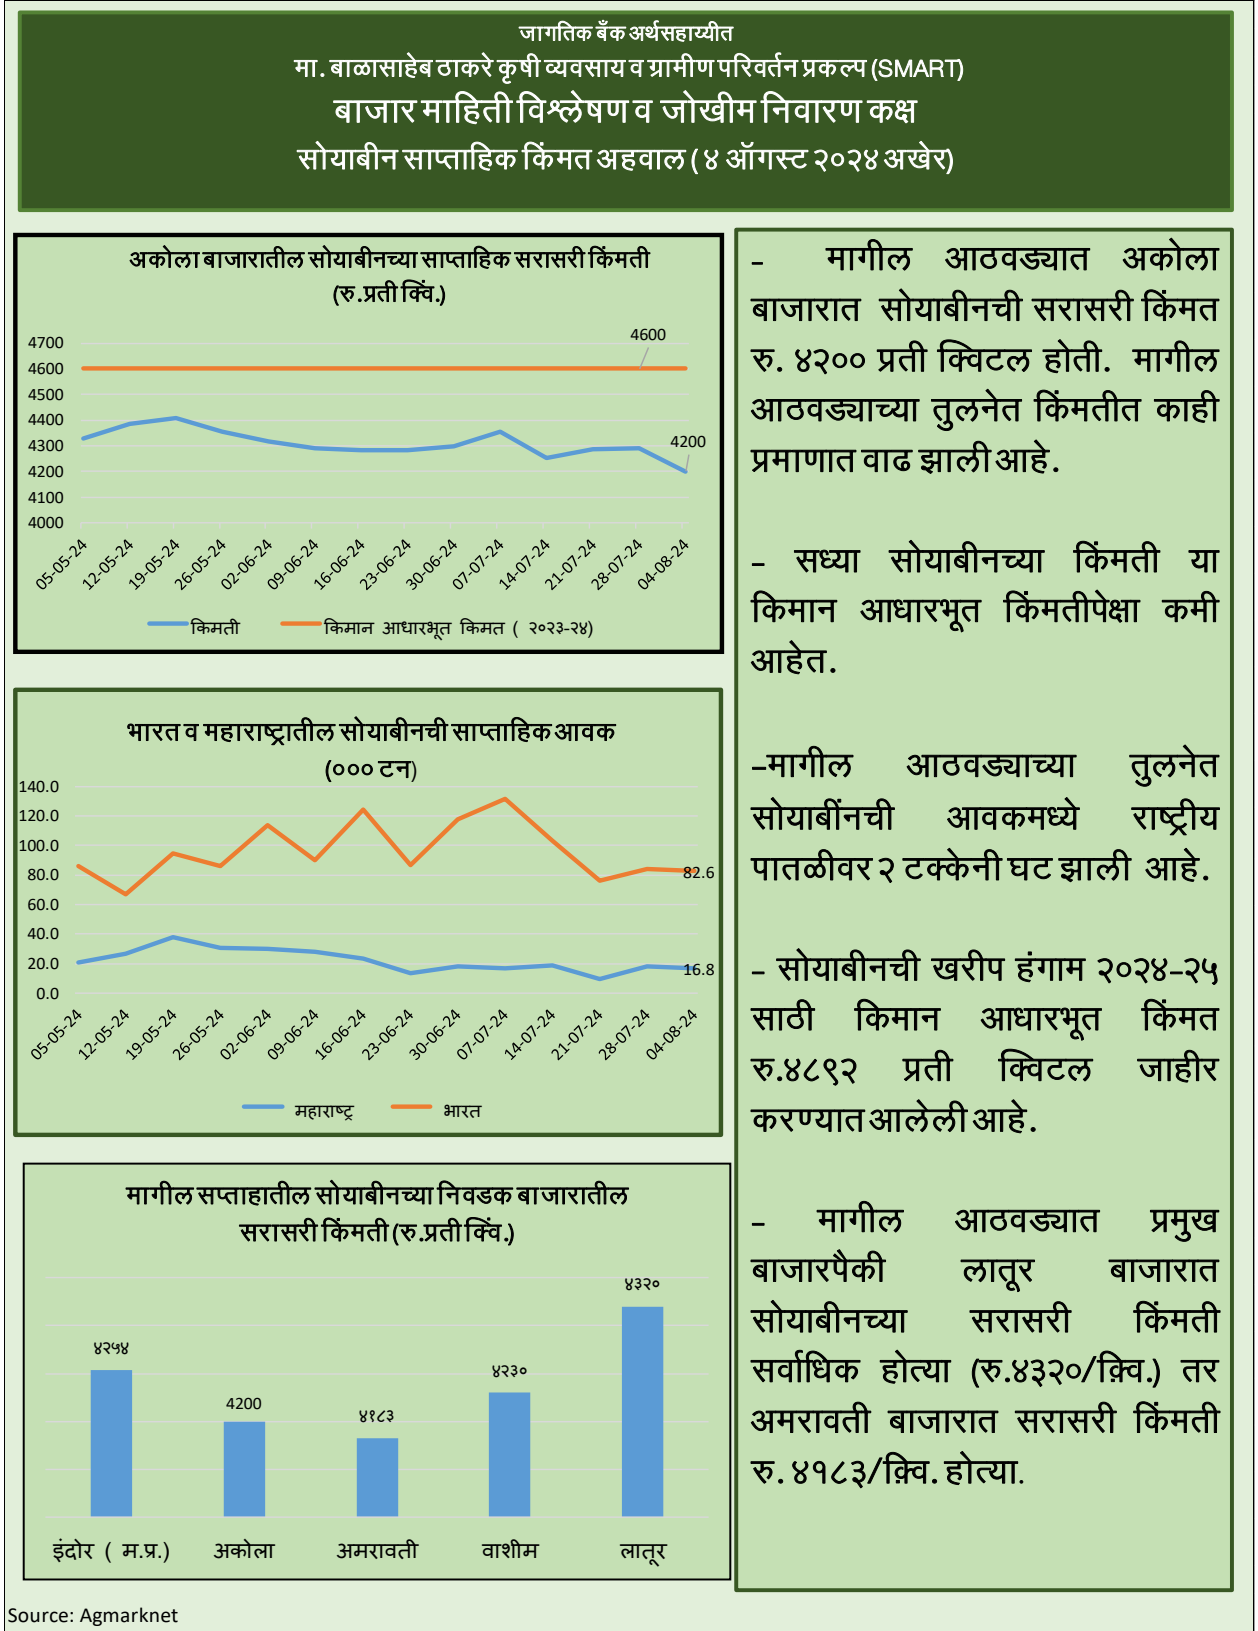 जागतिक बँक अर्थसहाय्यीत
मा. बाळासाहेब ठाकरे कृषी व्यवसाय व ग्रामीण परिवर्तन प्रकल्प (SMART)
बाजार माहिती विश्लेषण व जोखीम निवारण कक्ष
सोयाबीन साप्ताहिक किंमत अहवाल ( ४ ऑगस्ट २०२४ अखेर)
अकोला बाजारातील सोयाबीनच्या साप्ताहिक सरासरी किंमती
(रु.प्रती क्विं.)
4700
4600
4500
4400
4300
4200
4100
4000
4600
4200
05-05-24
12-05-24
19-05-24
26-05-24
02-06-24
09-06-24
16-06-24
23-06-24
30-06-24
07-07-24
14-07-24
21-07-24
28-07-24
04-08-24
किमती
किमान आधारभूत किमत ( २०२३-२४)
भारत व महाराष्ट्रातील सोयाबीनची साप्ताहिक आवक
(००० टन)
140.0
120.0
100.0
80.0
60.0
40.0
20.0
0.0
82.6
16.8
05-05-24
12-05-24
19-05-24
26-05-24
02-06-24
09-06-24
16-06-24
23-06-24
30-06-24
07-07-24
14-07-24
21-07-24
28-07-24
04-08-24
महाराष्ट्र
भारत
मागील सप्ताहातील सोयाबीनच्या निवडक बाजारातील
सरासरी किंमती (रु.प्रती क्विं.)
४२५४
4200
४१८३
४२३०
४३२०
इंदोर ( म.प्र.)
अकोला
अमरावती
वाशीम
लातूर
Source: Agmarknet
- मागील आठवड्यात अकोला
बाजारात सोयाबीनची सरासरी किंमत
रु. ४२०० प्रती क्विटल होती. मागील
आठवड्याच्या तुलनेत किंमतीत काही
प्रमाणात वाढ झाली आहे.
- सध्या सोयाबीनच्या किंमती या
किमान आधारभूत किंमतीपेक्षा कमी
आहेत.
-मागील आठवड्याच्या तुलनेत
सोयाबींनची आवकमध्ये राष्ट्रीय
पातळीवर २ टक्केनी घट झाली आहे.
- सोयाबीनची खरीप हंगाम २०२४-२५
साठी किमान आधारभूत किंमत
रु.४८९२ प्रती क्विटल जाहीर
करण्यात आलेली आहे.
- मागील आठवड्यात प्रमुख
बाजारपैकी लातूर बाजारात
सोयाबीनच्या सरासरी किंमती
सर्वाधिक होत्या (रु.४३२०/क़्वि.) तर
अमरावती बाजारात सरासरी किंमती
रु. ४१८३/क़्वि. होत्या.